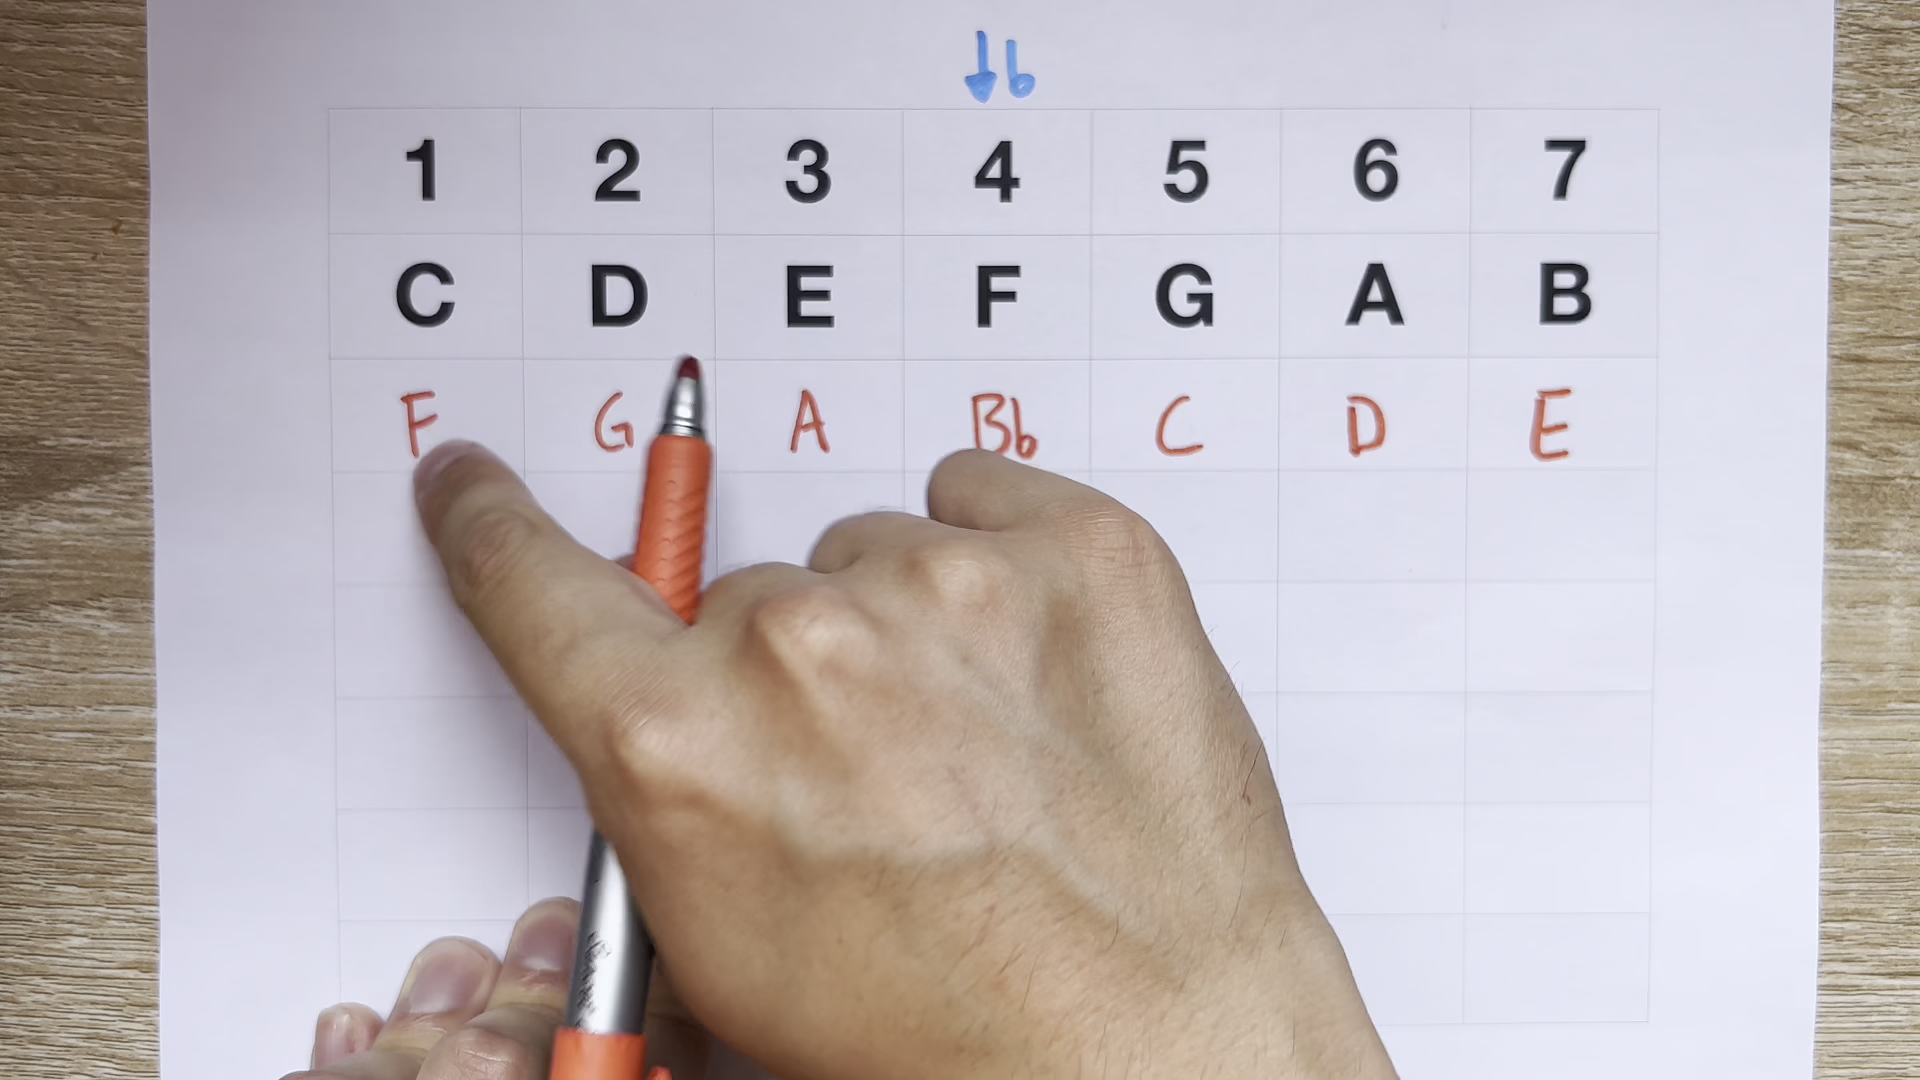 ↓b
1 2 3 4 5 6 7
C D E F G A B
F G A Bb C D E